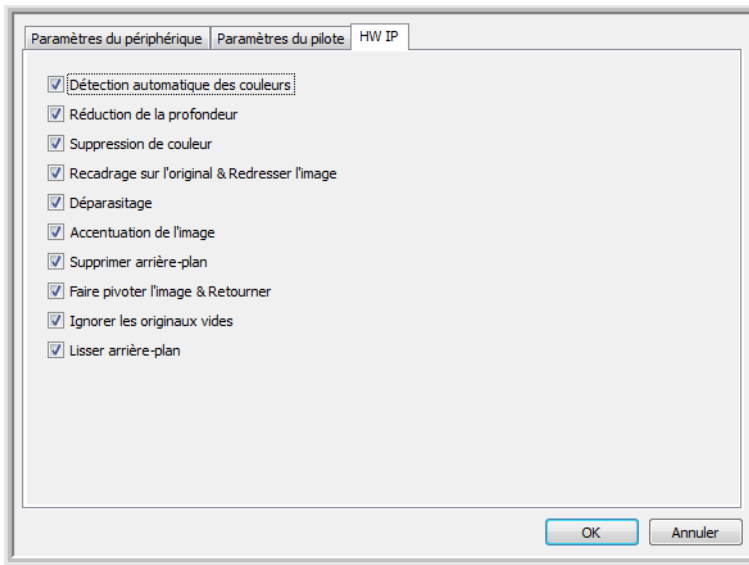 Paramètres du périphérique Paramètres du pilote HW IP
Détection automatique des couleurs
Réduction de la profondeur
Suppression de couleur
Recadrage sur l'original & Redresser l'image
Déparasitage
Accentuation de l'image
Supprimer arrière-plan
Faire pivoter l'image & Retourner
Ignorer les originaux vides
Lisser arrière-plan
OK Annuler